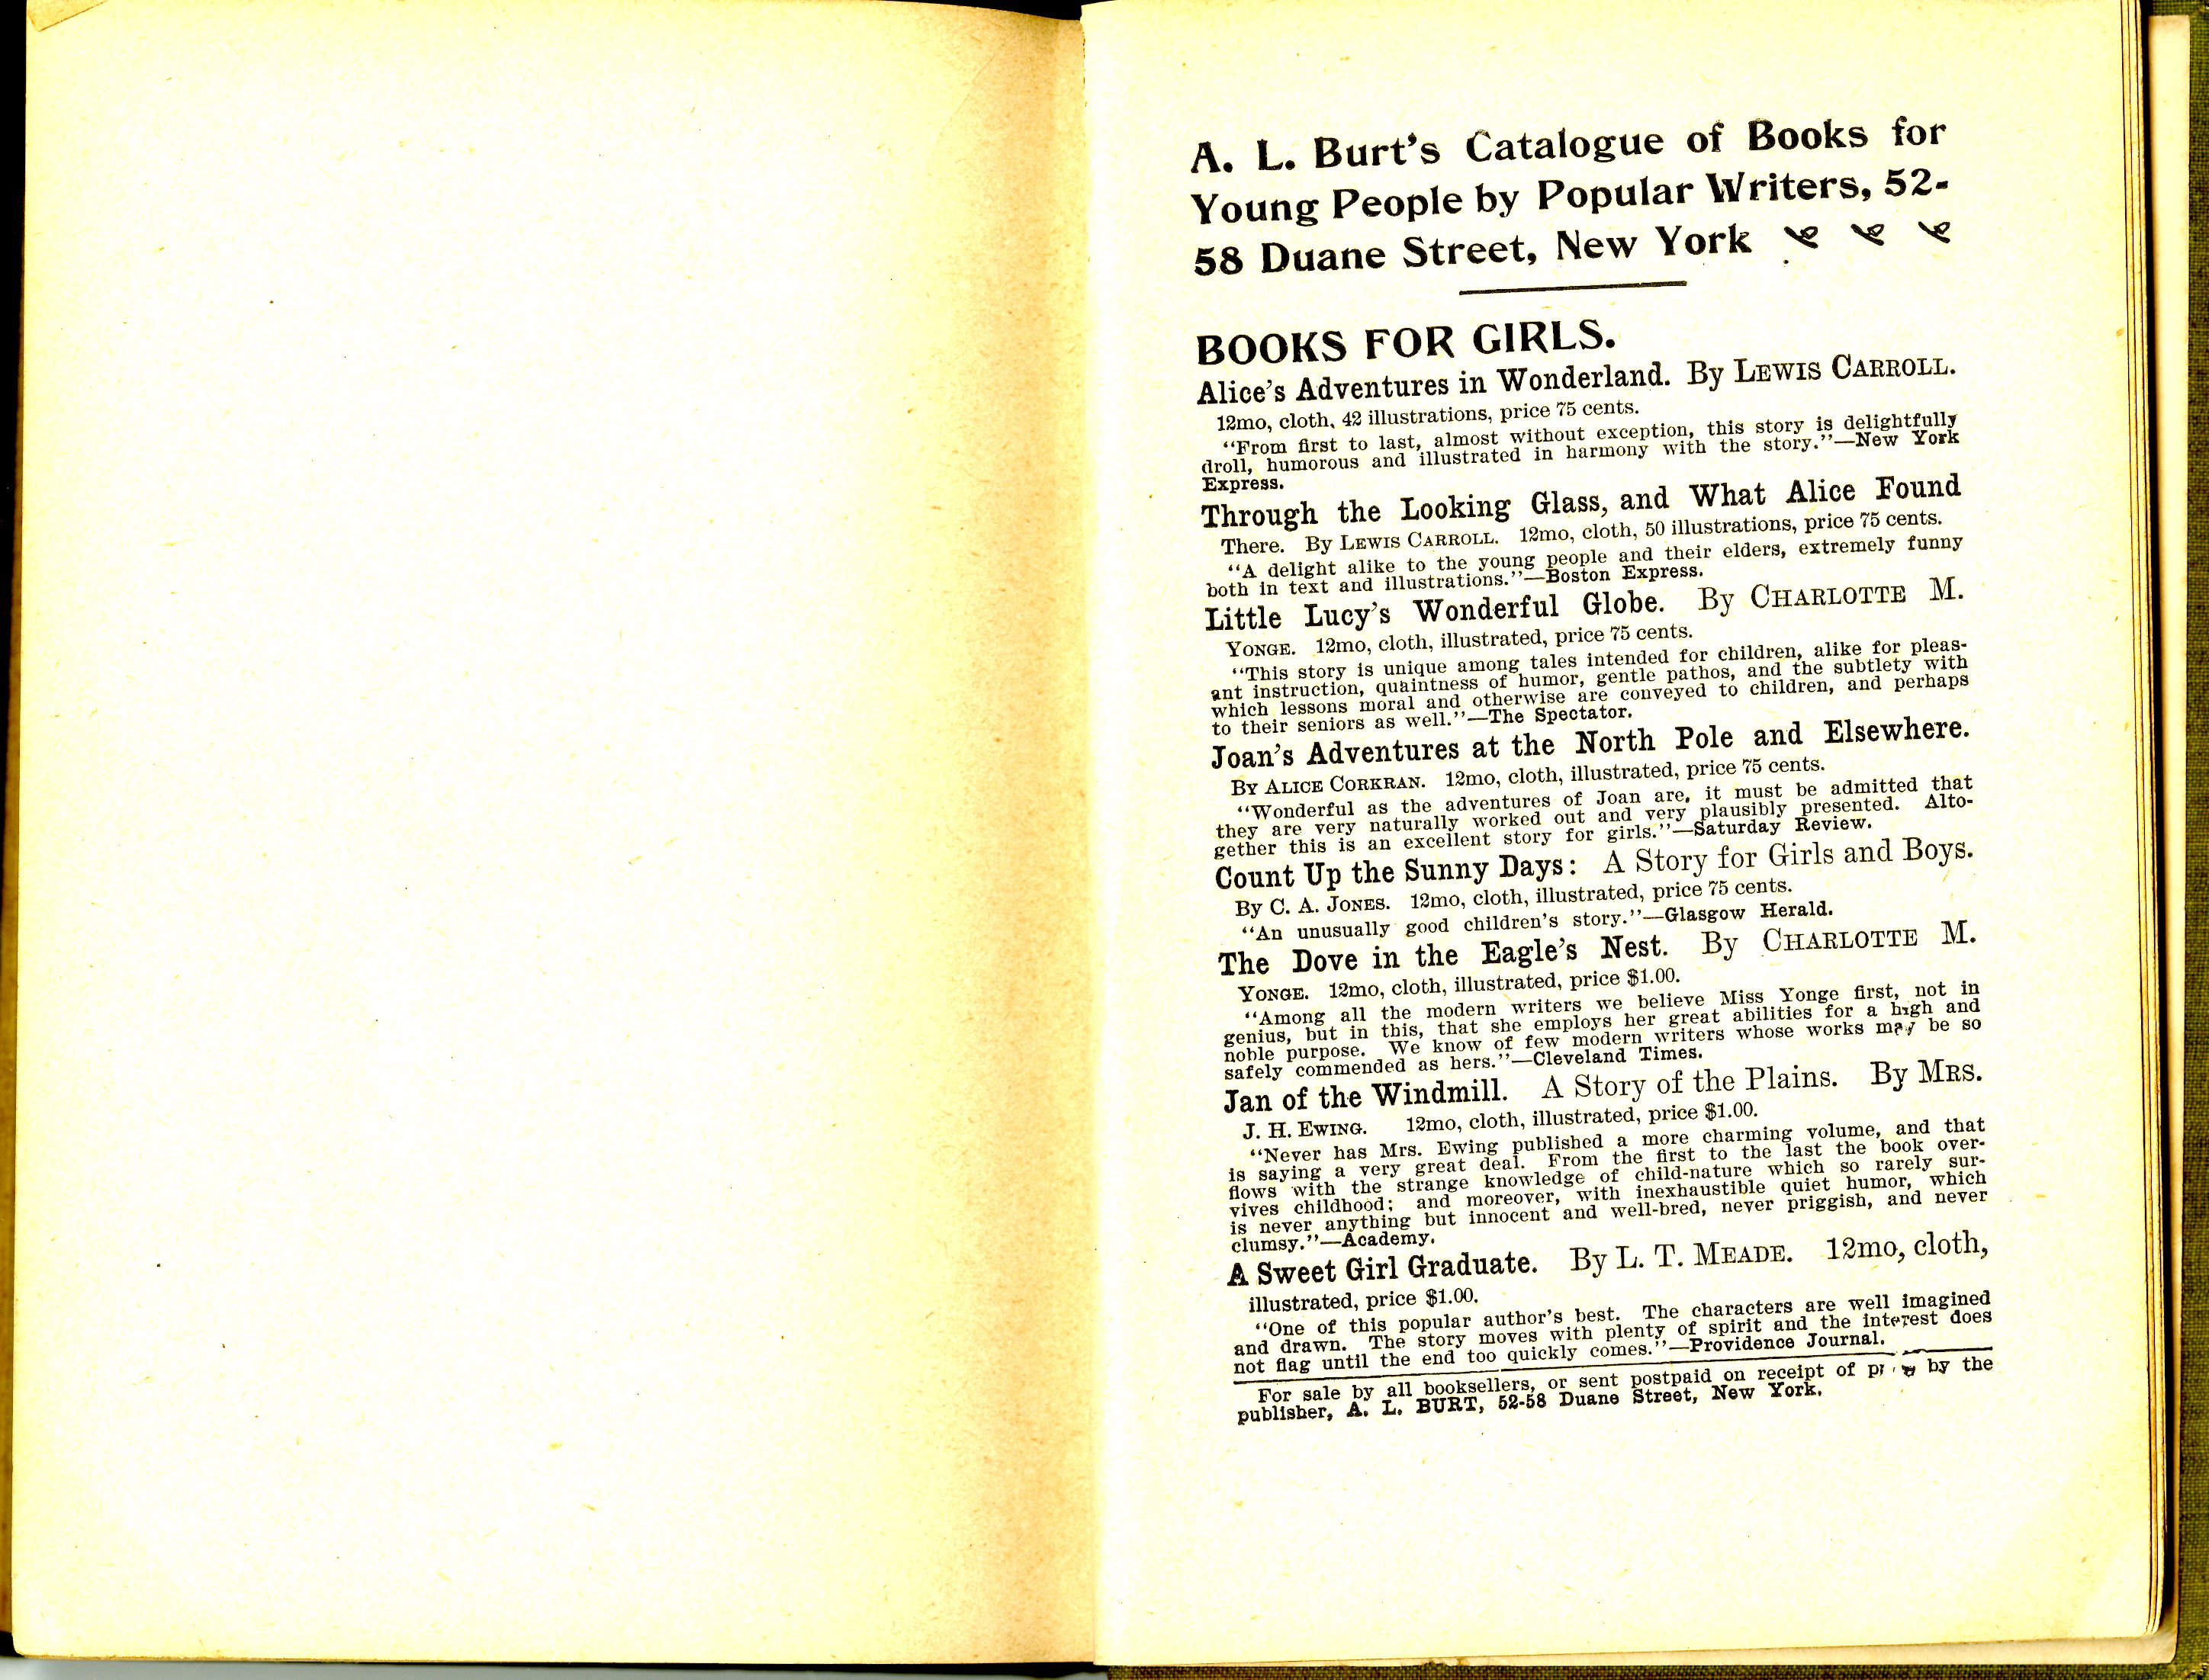 A. L. Burt's Catalogue of Books for
Young People by Popular Writers, 52-
58 Duane Street, New York
BOOKS FOR GIRLS.
Alice's Adventures in Wonderland. By LEWIS CARROLL.
12mo, cloth, 42 illustrations, price 75 cents.
"From first to last, almost without exception, this story is delightfully
droll, humorous and illustrated in harmony with the story."—New York
Express.
Through the Looking Glass, and What Alice Found
There. By LEWIS CARROLL. 12mo, cloth, 50 illustrations, price 75 cents.
"A delight alike to the young people and their elders, extremely funny
both in text and illustrations."—Boston Express.
Little Lucy's Wonderful Globe. By CHARLOTTE M.
YONGE. 12mo, cloth, illustrated, price 75 cents.
"This story is unique among tales intended for children, alike for pleas-
ant instruction, quaintness of humor, gentle pathos, and the subtlety with
which lessons moral and otherwise are conveyed to children, and perhaps
to their seniors as well."—The Spectator.
Joan's Adventures at the North Pole and Elsewhere.
BY ALICE CORKRAN. 12mo, cloth, illustrated, price 75 cents.
"Wonderful as the adventures of Joan are, it must be admitted that
they are very naturally worked out and very plausibly presented. Alto-
gether this is an excellent story for girls."—Saturday Review.
Count Up the Sunny Days: A Story for Girls and Boys.
By C. A. JONES. 12mo, cloth, illustrated, price 75 cents.
"An unusually good children's story."—Glasgow Herald.
The Dove in the Eagle's Nest. By CHARLOTTE M.
YONGE. 12mo, cloth, illustrated, price $1.00.
"Among all the modern writers we believe Miss Yonge first, not in
genius, but in this, that she employs her great abilities for a high and
noble purpose. We know of few modern writers whose works may be so
safely commended as hers."—Cleveland Times.
Jan of the Windmill. A Story of the Plains. By MRS.
J. H. EWING. 12mo, cloth, illustrated, price $1.00.
"Never has Mrs. Ewing published a more charming volume, and that
is saying a very great deal. From the first to the last the book over-
flows with the strange knowledge of child-nature which so rarely sur-
vives childhood; and moreover, with inexhaustible quiet humor, which
is never anything but innocent and well-bred, never priggish, and never
clumsy."—Academy.
A Sweet Girl Graduate. By L. T. MEADE. 12mo, cloth,
illustrated, price $1.00.
"One of this popular author's best. The characters are well imagined
and drawn. The story moves with plenty of spirit and the interest does
not flag until the end too quickly comes."—Providence Journal.
For sale by all booksellers, or sent postpaid on receipt of by the
publisher, A. L. BURT, 52-58 Duane Street, New York.